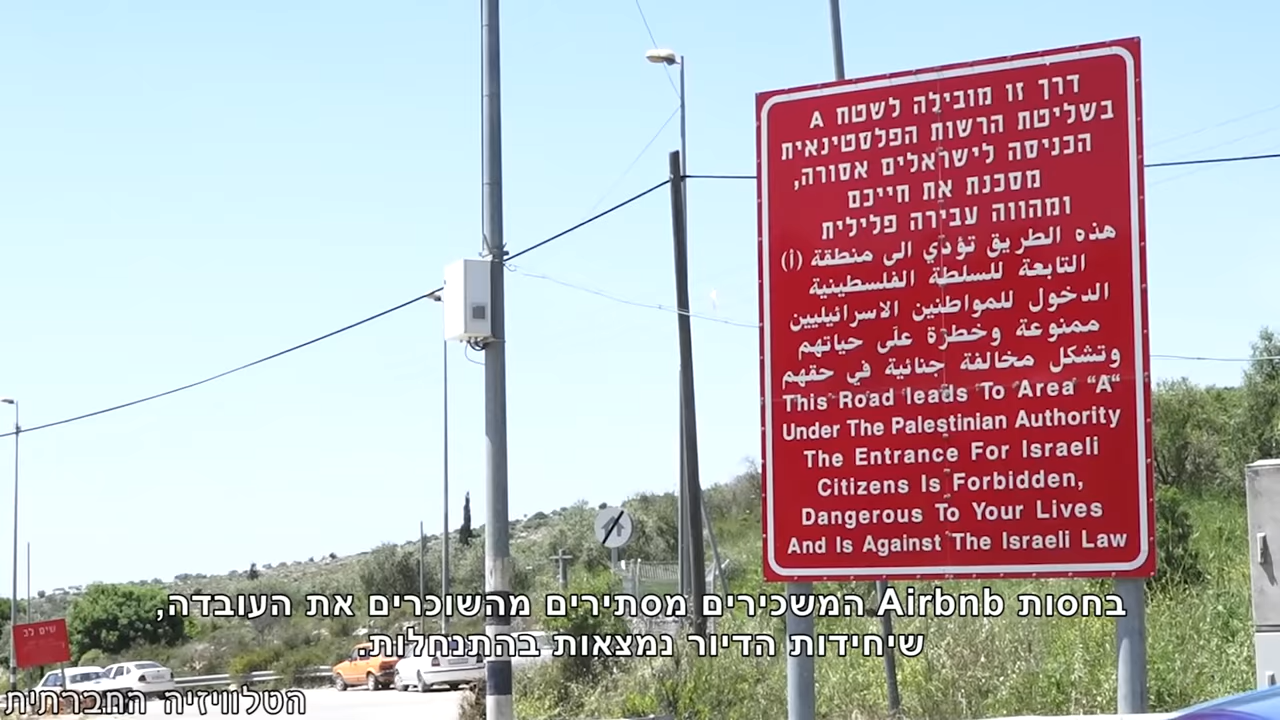 דרך זו מובילה לשטח A
בשליטת הרשות הפלסטינאית
הכניסה לישראלים אסורה,
מסכנת את חייכם
ומהווה עבירה פלילית
هذه الطريق تؤدي الى منطقة (أ)
التابعة للسلطة الفلسطينية
الدخول للمواطنين الاسرائيليين
ممنوعة وخطرة على حياتهم
وتشكل مخالفة جنائية في حقهم
This Road leads To Area “A“
Under The Palestinian Authority
The Entrance For Israeli
Citizens Is Forbidden,
Dangerous To Your Lives
And Is Against The Israeli Law
שים לב
בחסות Airbnb המשכירים מסתירים מהשוכרים את העובדה,
שיחידות הדיור נמצאות בהתנחלות.
הטלוויזיה החברתית